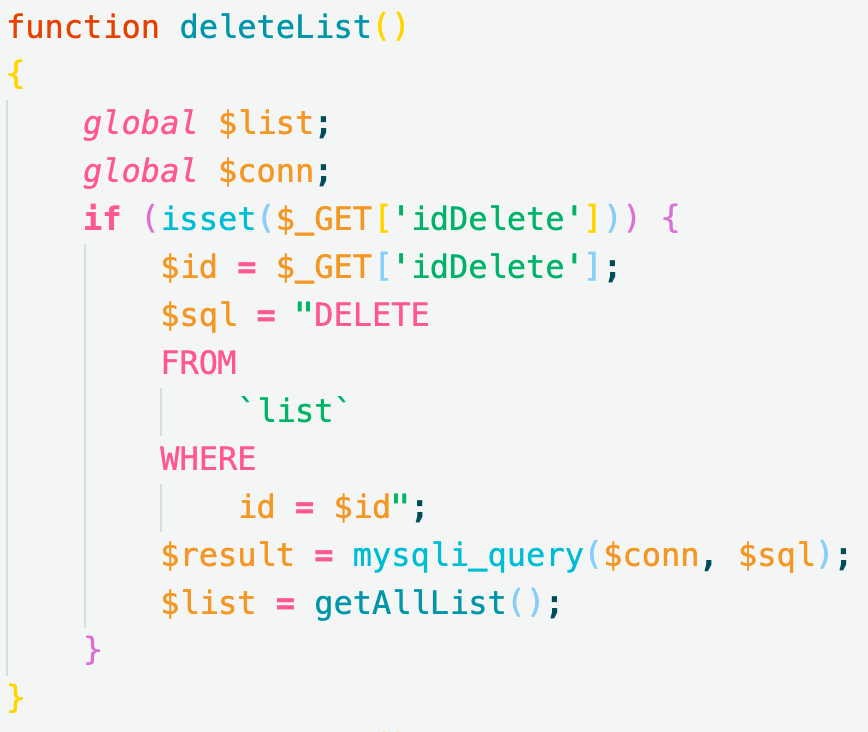 function deleteList()
{
    global $list;
    global $conn;
    if (isset($_GET['idDelete'])) {
        $id = $_GET['idDelete'];
        $sql = "DELETE
        FROM
            `list`
        WHERE
            id = $id";
        $result = mysqli_query($conn, $sql);
        $list = getAllList();
    }
}